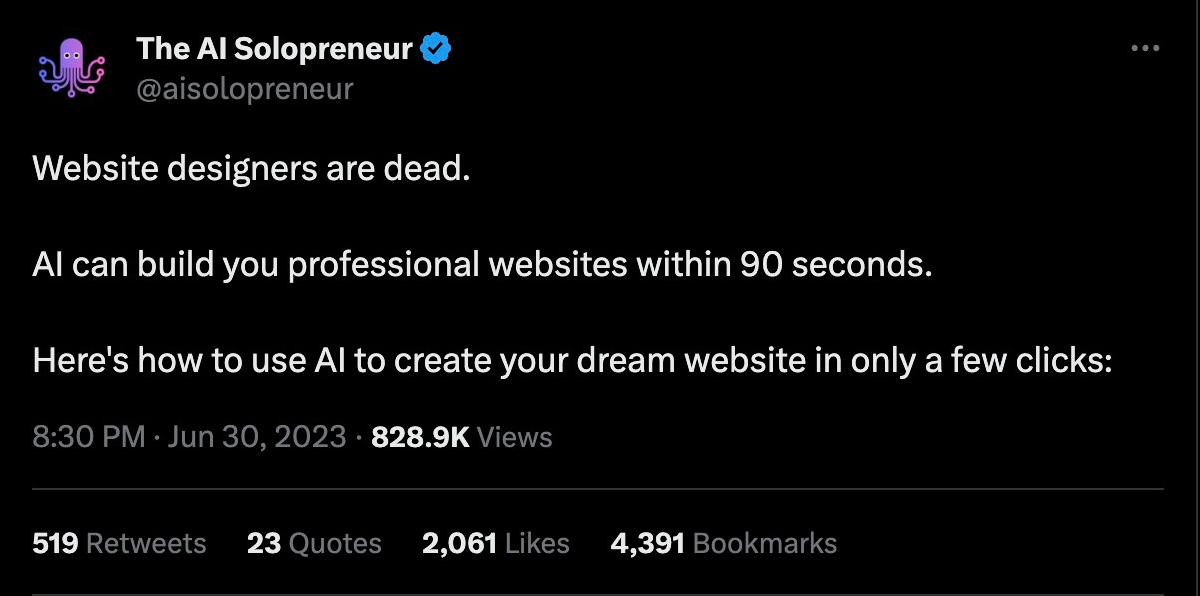 The AI Solopreneur
@aisolopreneur
Website designers are dead.
AI can build you professional websites within 90 seconds.
Here's how to use AI to create your dream website in only a few clicks:
8:30 PM · Jun 30, 2023 · 828.9K Views
519 Retweets 23 Quotes 2,061 Likes 4,391 Bookmarks